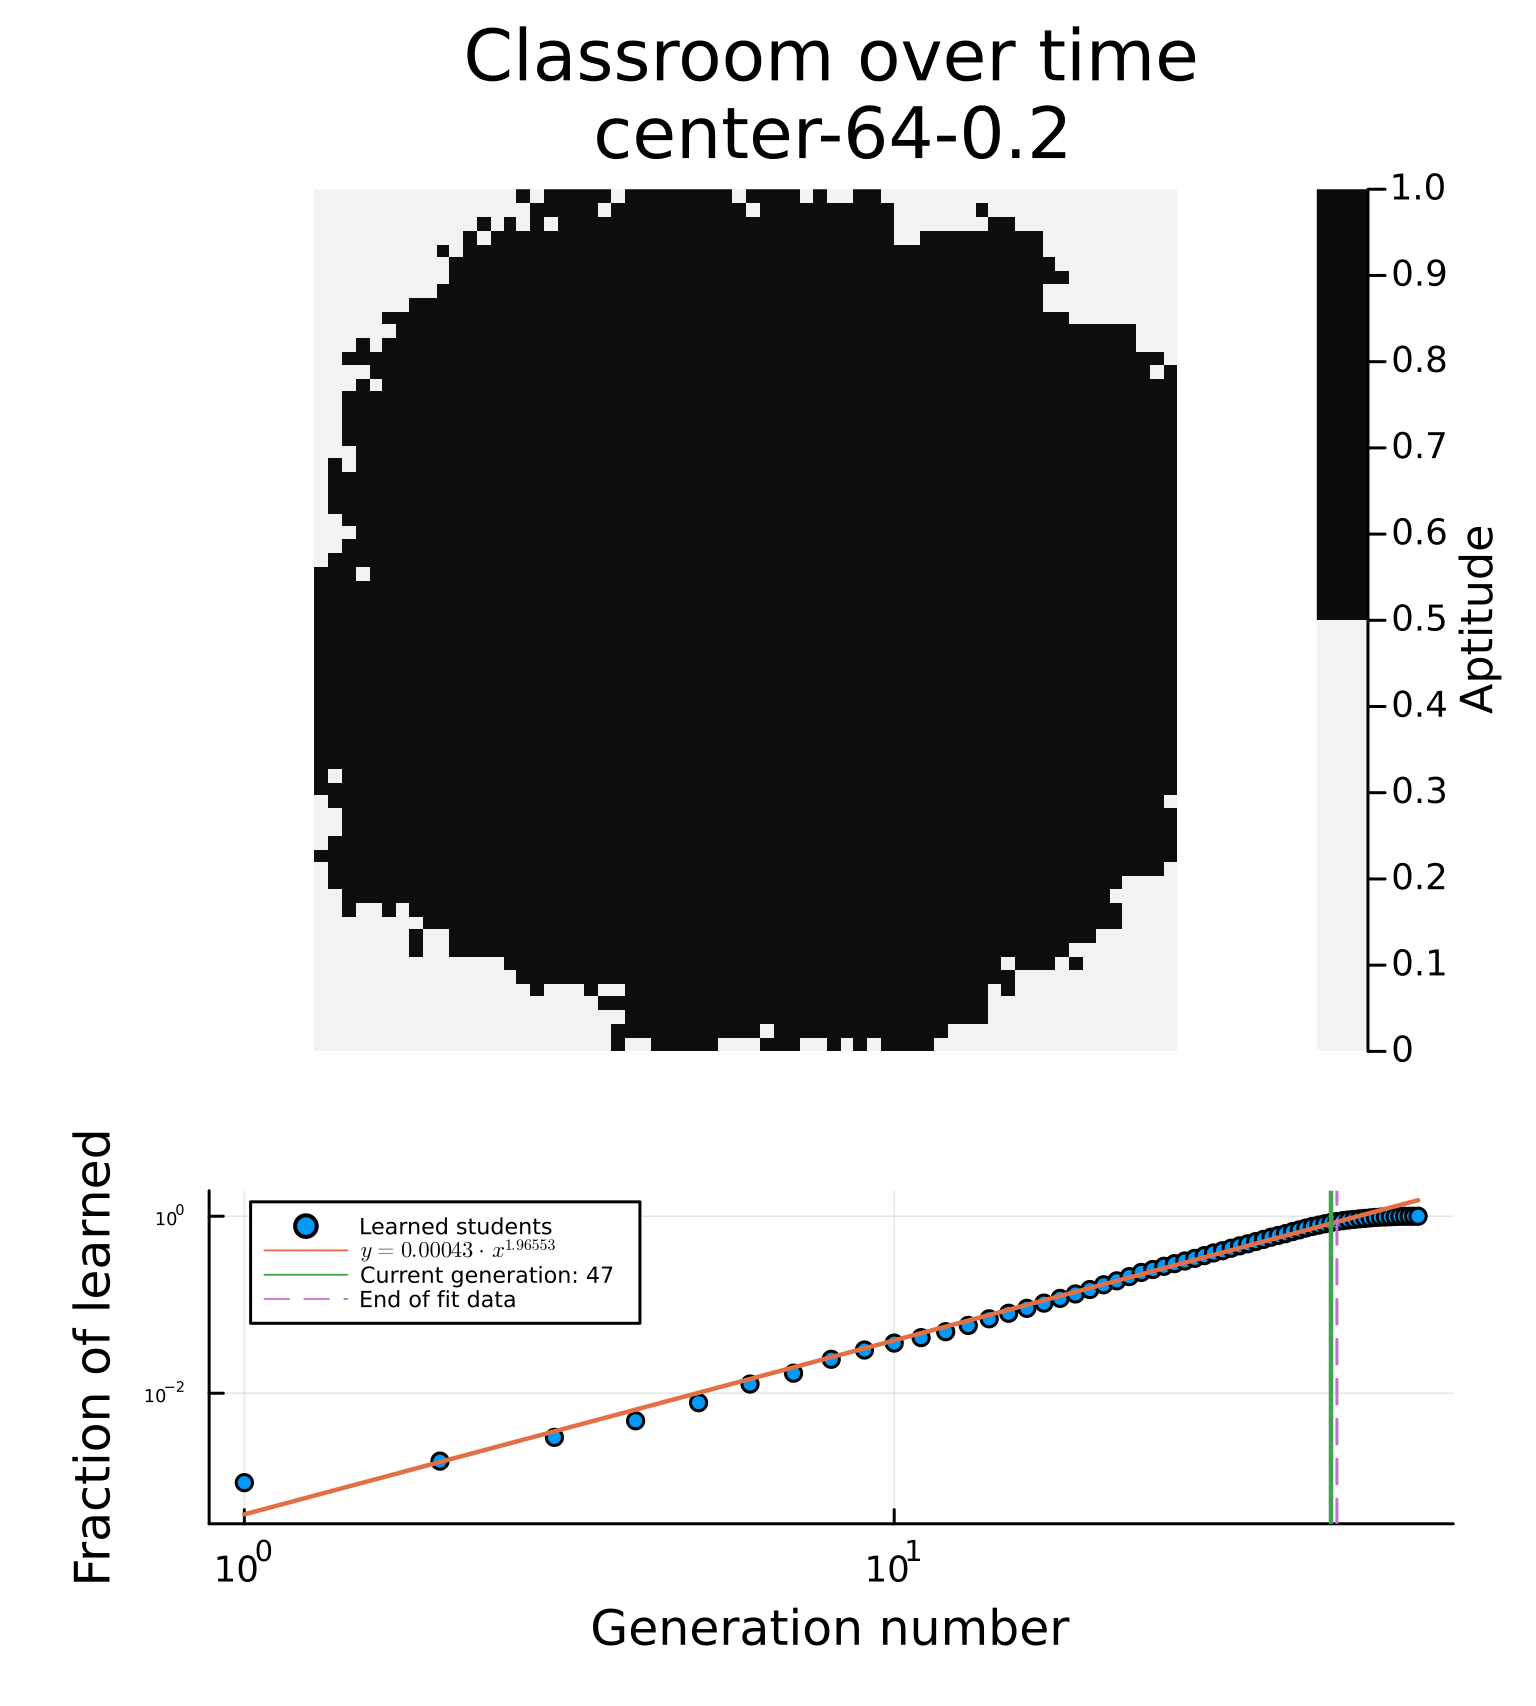 Classroom over time
center-64-0.2
1.0
0.9
0.8
0.7
0.6
0.5
0.4
0.3
0.2
0.1
0
Aptitude
Fraction of learned
10⁰
10⁻²
Learned students
y = 0.00043 · x^1.96553
Current generation: 47
End of fit data
10⁰
10¹
Generation number